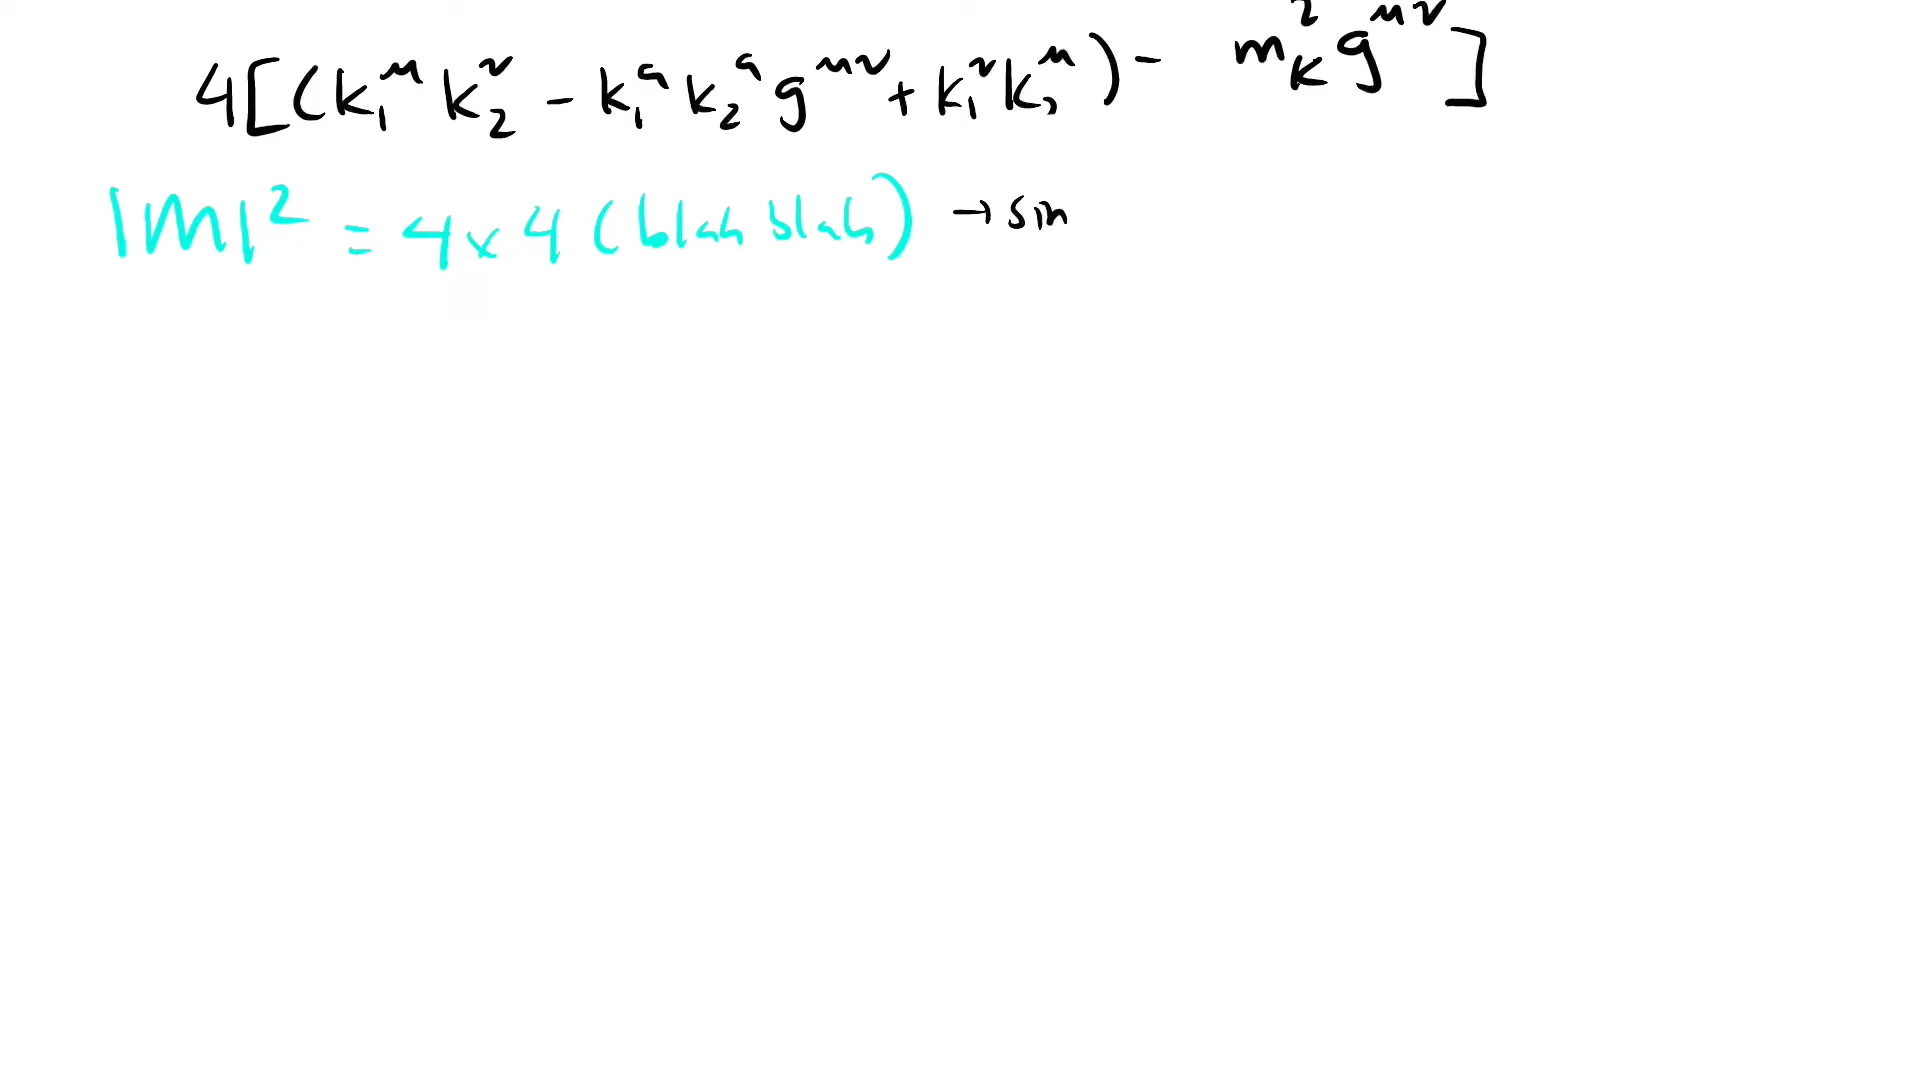 4[(k₁^μ k₂^ν - k₁^α k₂^α g^μν + k₁^ν k₂^μ) - m_K² g^μν]
|M|² = 4 x 4 (blah blah) → sin